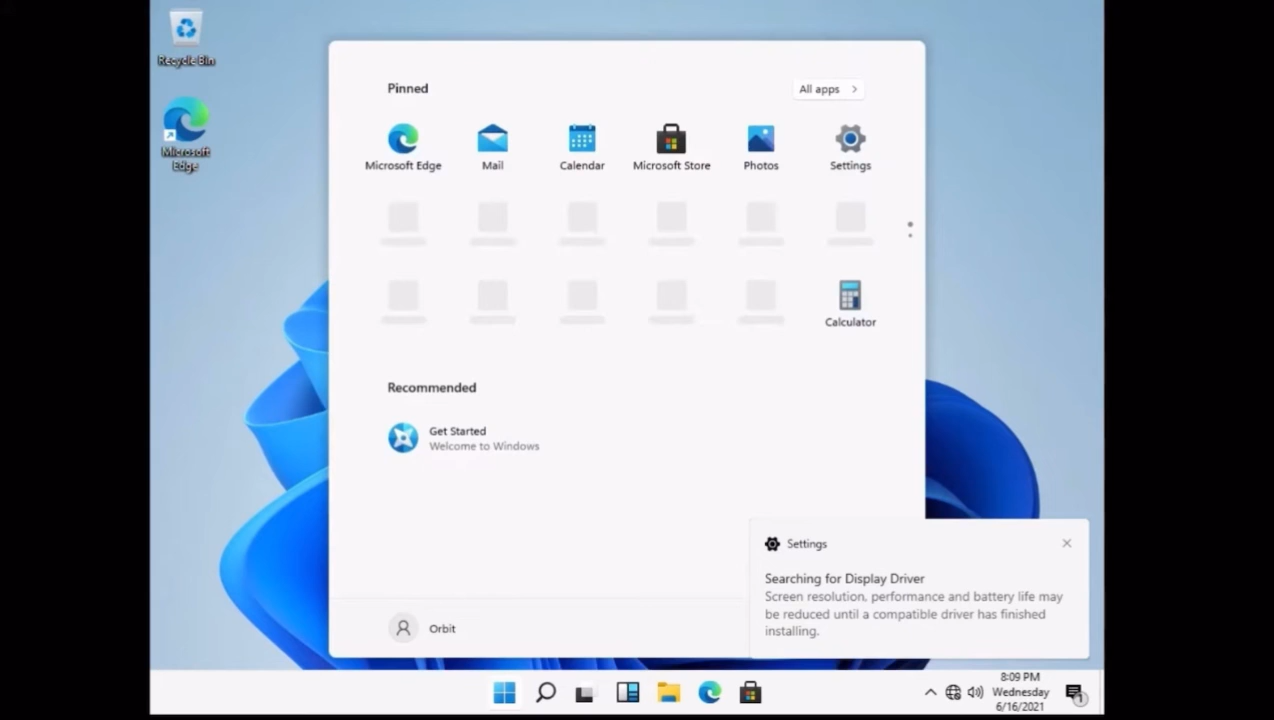 Recycle Bin
Microsoft
Edge
Pinned
All apps
Microsoft Edge
Mail
Calendar
Microsoft Store
Photos
Settings
Calculator
Recommended
Get Started
Welcome to Windows
Settings
Searching for Display Driver
Screen resolution, performance and battery life may
be reduced until a compatible driver has finished
installing.
Orbit
8:09 PM
Wednesday
6/16/2021
1